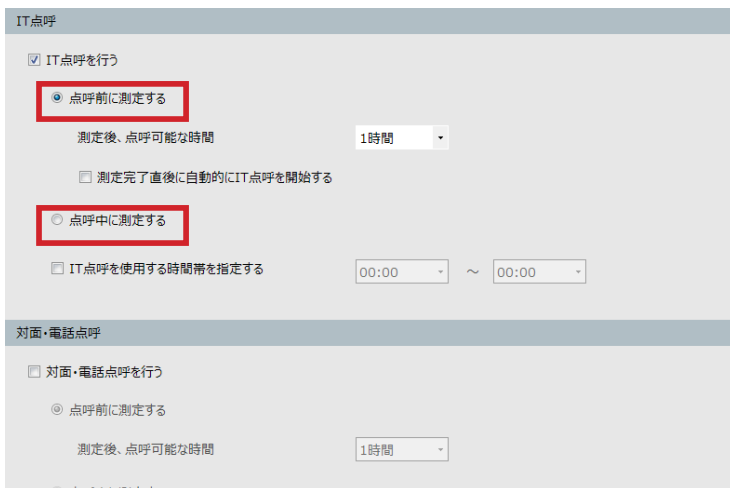 IT点呼
IT点呼を行う
点呼前に測定する
測定後、点呼可能な時間 1時間
測定完了直後に自動的にIT点呼を開始する
点呼中に測定する
IT点呼を使用する時間帯を指定する 00:00 ～ 00:00
対面・電話点呼
対面・電話点呼を行う
点呼前に測定する
測定後、点呼可能な時間 1時間